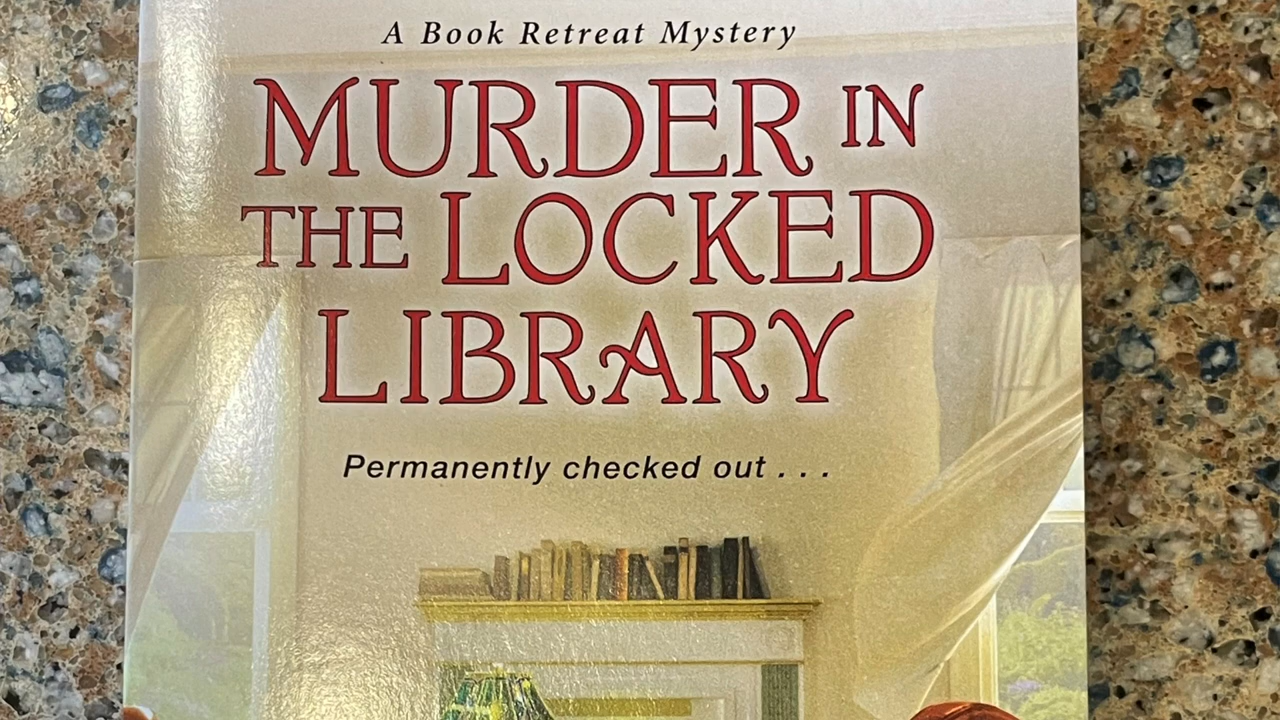 A Book Retreat Mystery
MURDER IN
THE LOCKED
LIBRARY
Permanently checked out . . .